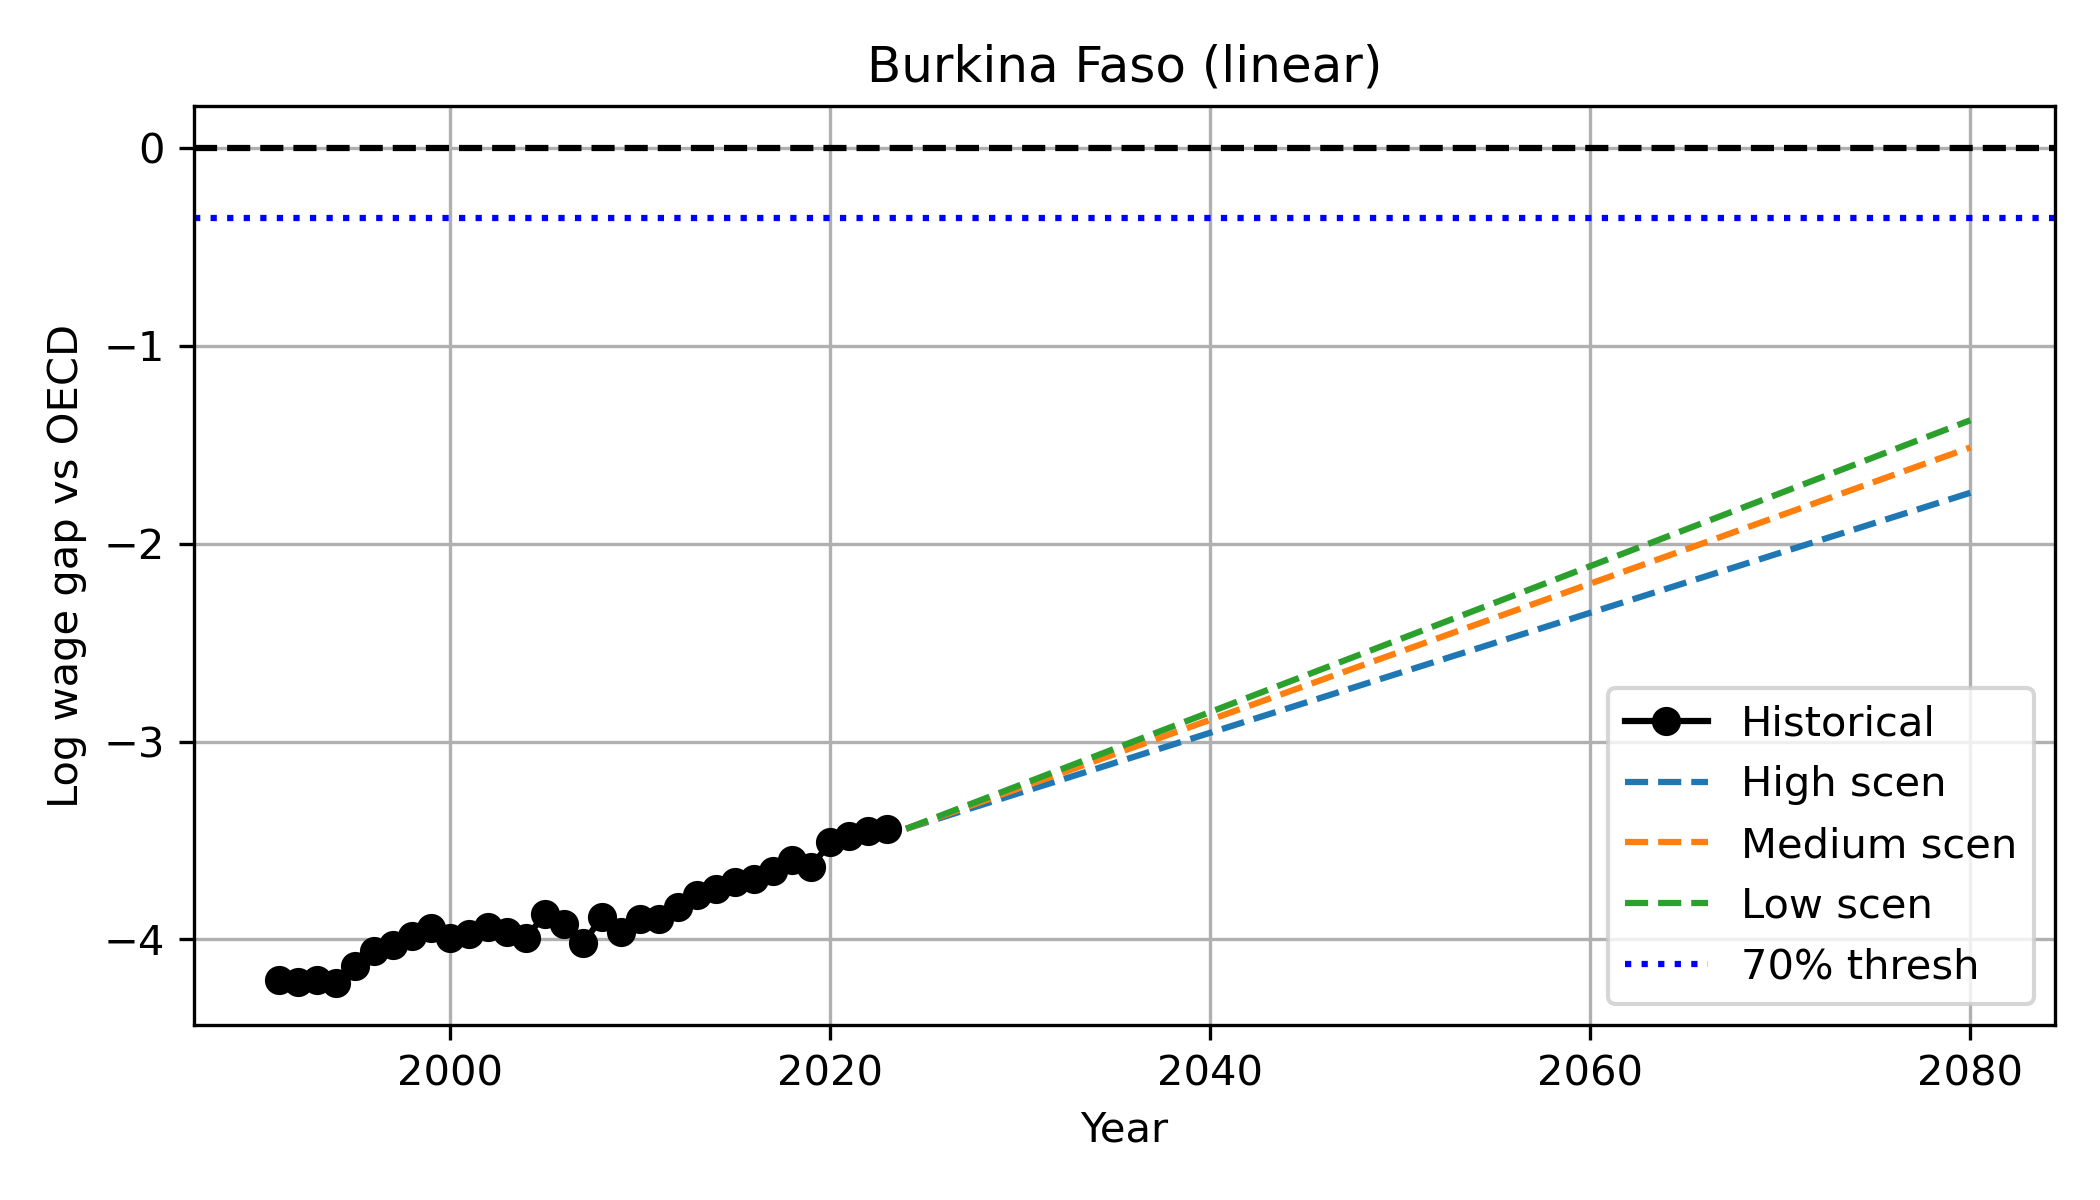 Burkina Faso (linear)
Log wage gap vs OECD
0
−1
−2
−3
−4
2000
2020
2040
2060
2080
Year
Historical
High scen
Medium scen
Low scen
70% thresh